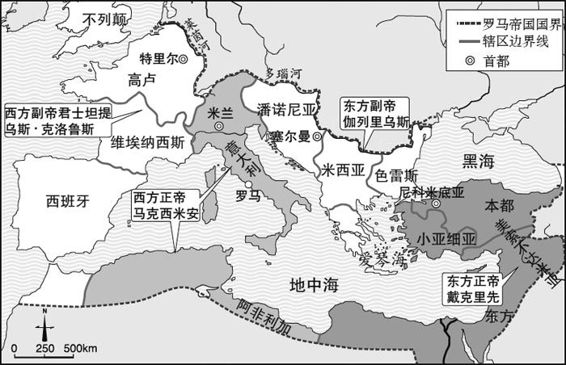 不列颠
莱茵河
罗马帝国国界
辖区边界线
首都
特里尔
高卢
多瑙河
西方副帝君士坦提
乌斯·克洛鲁斯
米兰
潘诺尼亚
东方副帝
伽列里乌斯
维埃纳西斯
意大利
塞尔曼
米西亚
色雷斯
黑海
西班牙
西方正帝
马克西米安
罗马
尼科米底亚
本都
小亚细亚
美索不达米亚
爱琴海
地中海
东方正帝
戴克里先
东方
阿非利加
0 250 500km